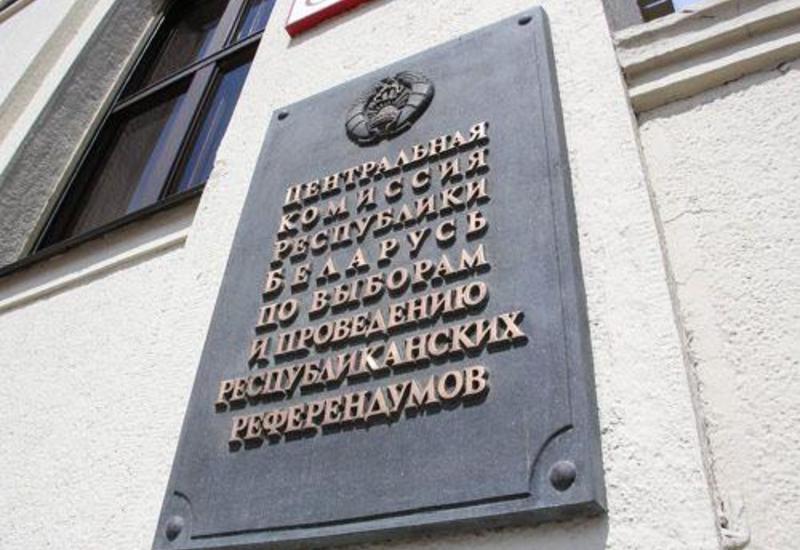 ЦЕНТРАЛЬНАЯ
КОМИССИЯ
РЕСПУБЛИКИ
БЕЛАРУСЬ
ПО ВЫБОРАМ
И ПРОВЕДЕНИЮ
РЕСПУБЛИКАНСКИХ
РЕФЕРЕНДУМОВ